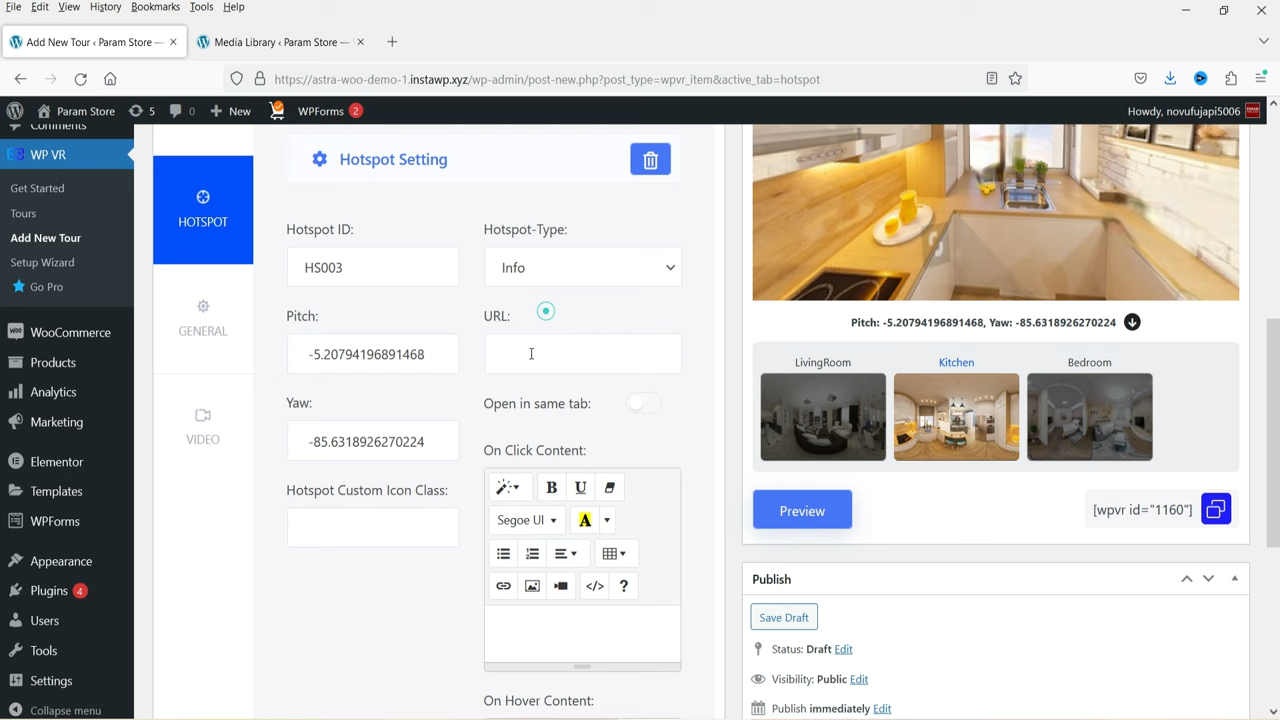 File Edit View History Bookmarks Tools Help
Add New Tour ‹ Param Store —
Media Library ‹ Param Store —
https://astra-woo-demo-1.instawp.xyz/wp-admin/post-new.php?post_type=wpvr_item&active_tab=hotspot
Param Store 5 0 New WPForms 2 Howdy, novufujapi5006
Comments
WP VR
Get Started
Tours
Add New Tour
Setup Wizard
Go Pro
WooCommerce
Products
Analytics
Marketing
Elementor
Templates
WPForms
Appearance
Plugins 4
Users
Tools
Settings
Collapse menu
HOTSPOT
GENERAL
VIDEO
Hotspot Setting
Hotspot ID:
HS003
Hotspot-Type:
Info
Pitch:
-5.20794196891468
URL:
Yaw:
-85.6318926270224
Open in same tab:
Hotspot Custom Icon Class:
On Click Content:
B U
Segoe UI A
</> ?
On Hover Content:
Pitch: -5.20794196891468, Yaw: -85.6318926270224
LivingRoom Kitchen Bedroom
Preview
[wpvr id="1160"]
Publish
Save Draft
Status: Draft Edit
Visibility: Public Edit
Publish immediately Edit